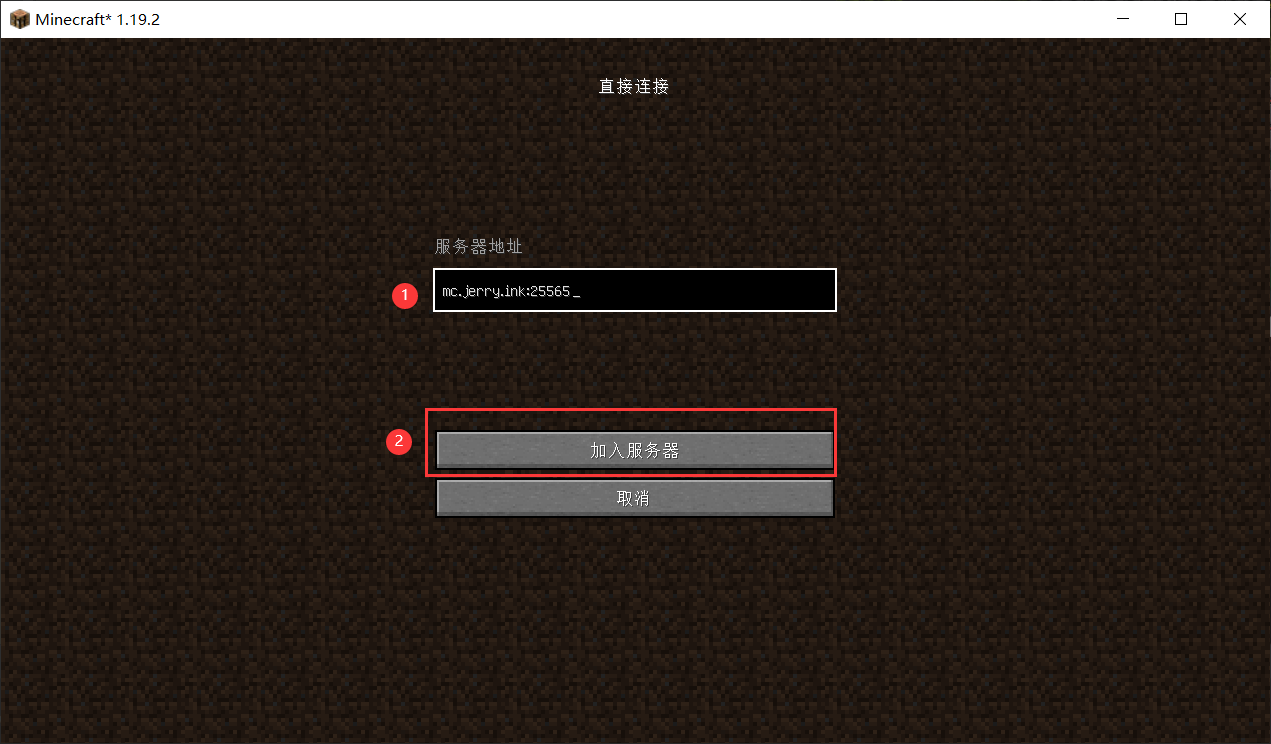 Minecraft* 1.19.2
直接连接
服务器地址
1
mc.jerry.ink:25565_
2
加入服务器
取消